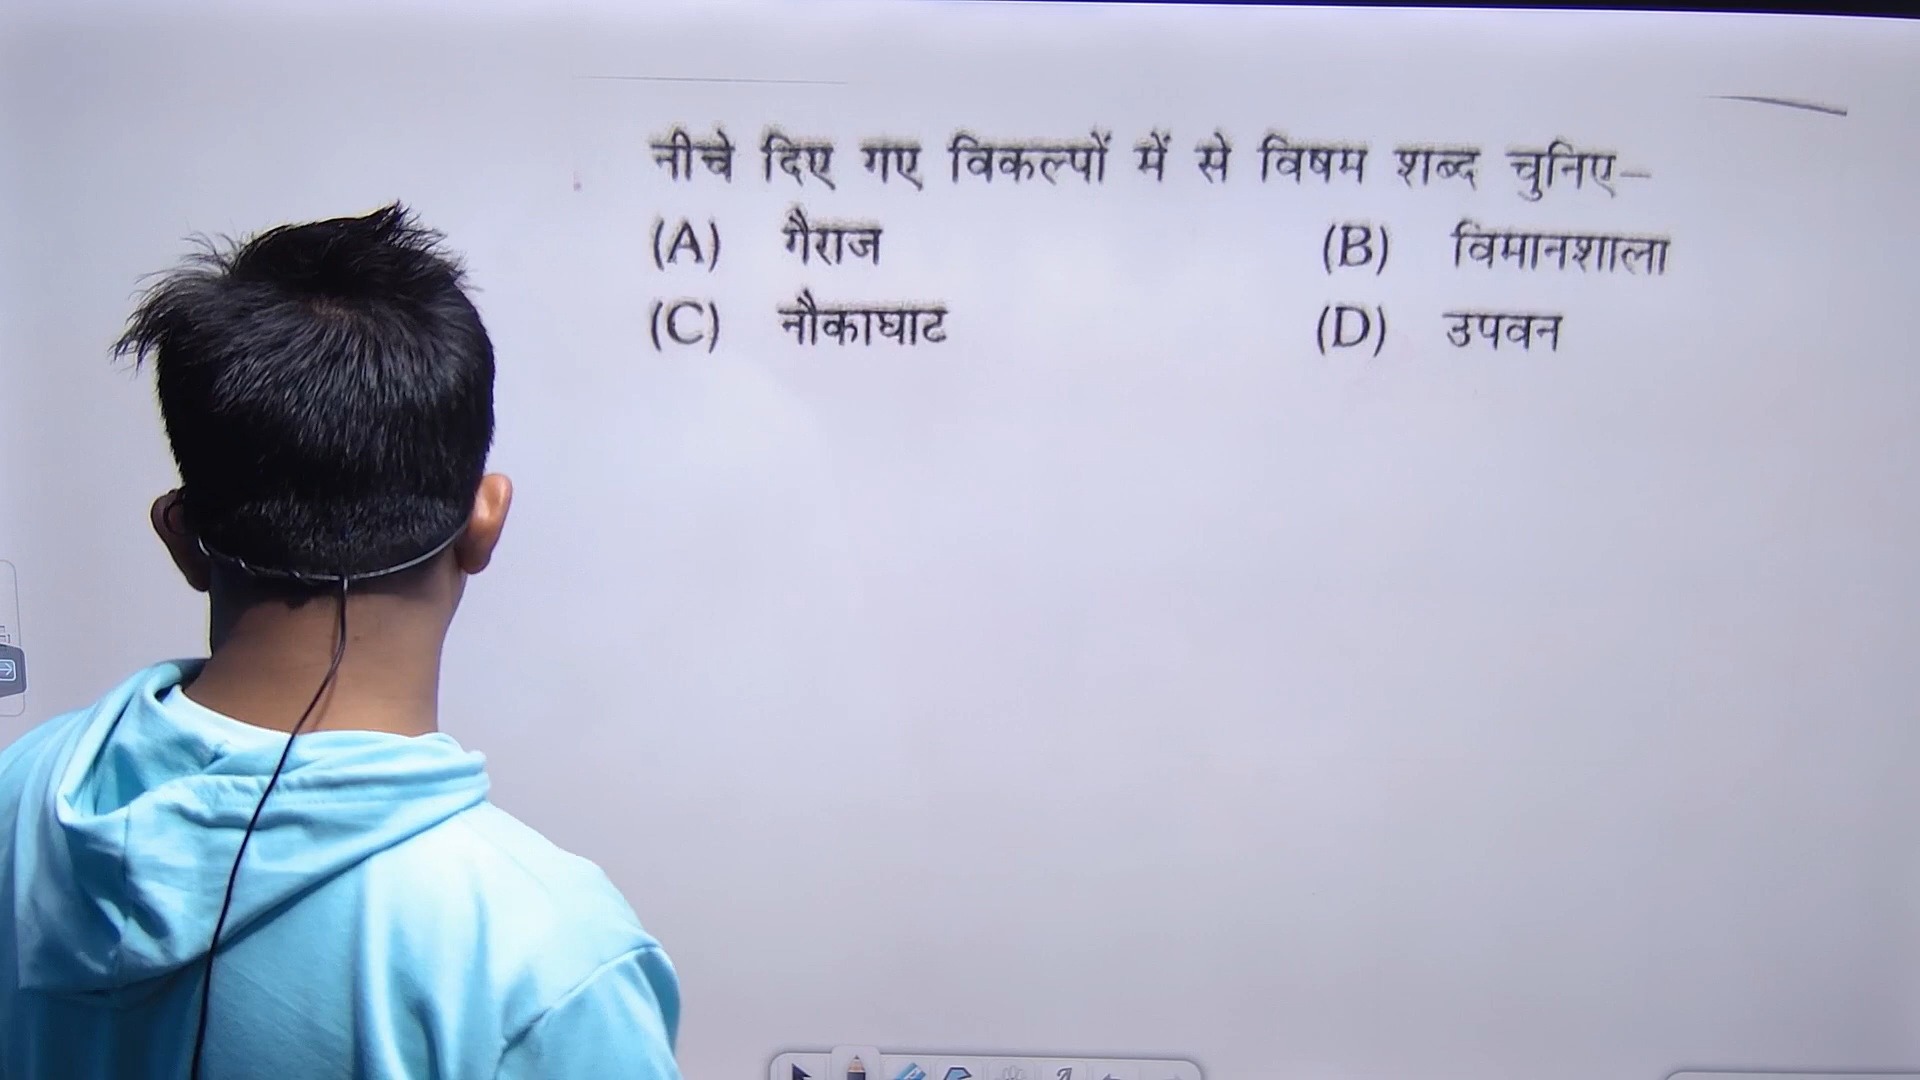 नीचे दिए गए विकल्पों में से विषम शब्द चुनिए–
(A) गैराज (B) विमानशाला
(C) नौकाघाट (D) उपवन